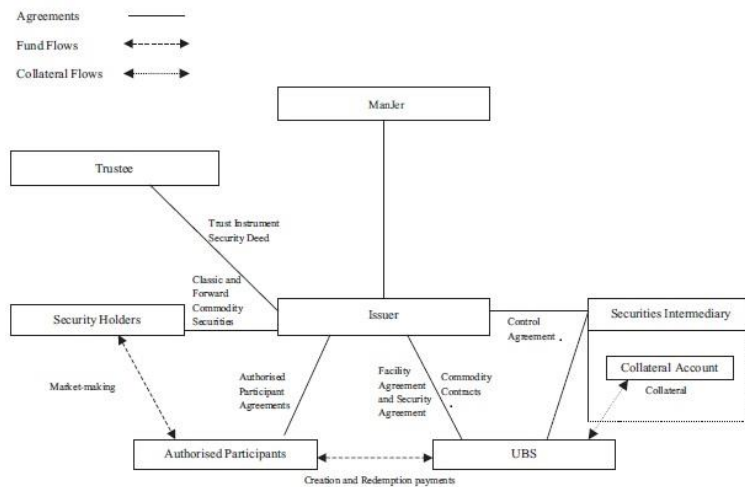 Agreements
Fund Flows
Collateral Flows
ManJer
Trustee
Trust Instrument
Security Deed
Classic and
Forward
Commodity
Securities
Security Holders
Issuer
Securities Intermediary
Control
Agreement
Collateral Account
Collateral
Market-making
Authorised
Participant
Agreements
Facility
Agreement
and Security
Agreement
Commodity
Contracts
Authorised Participants
UBS
Creation and Redemption payments